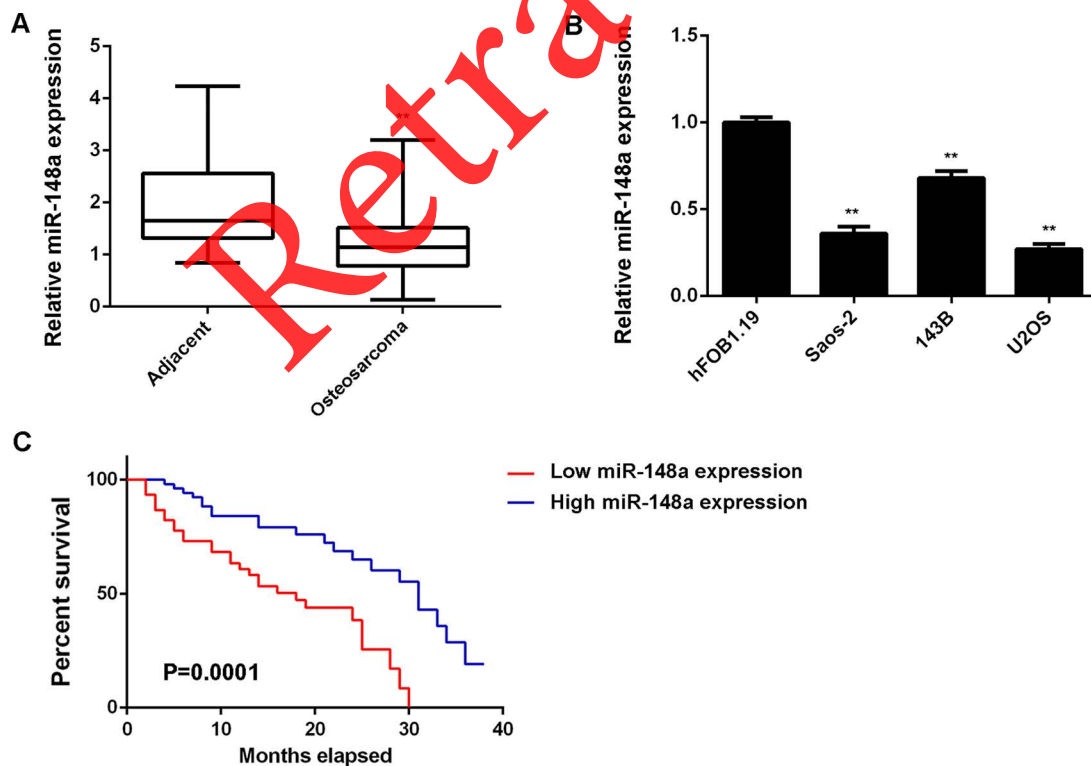 A
Relative miR-148a expression
5
4
3
2
1
0
**
Adjacent
Osteosarcoma
B
Relative miR-148a expression
1.5
1.0
0.5
0.0
**
**
**
hFOB1.19
Saos-2
143B
U2OS
Retra
C
Percent survival
100
50
0
P=0.0001
0
10
20
30
40
Months elapsed
Low miR-148a expression
High miR-148a expression